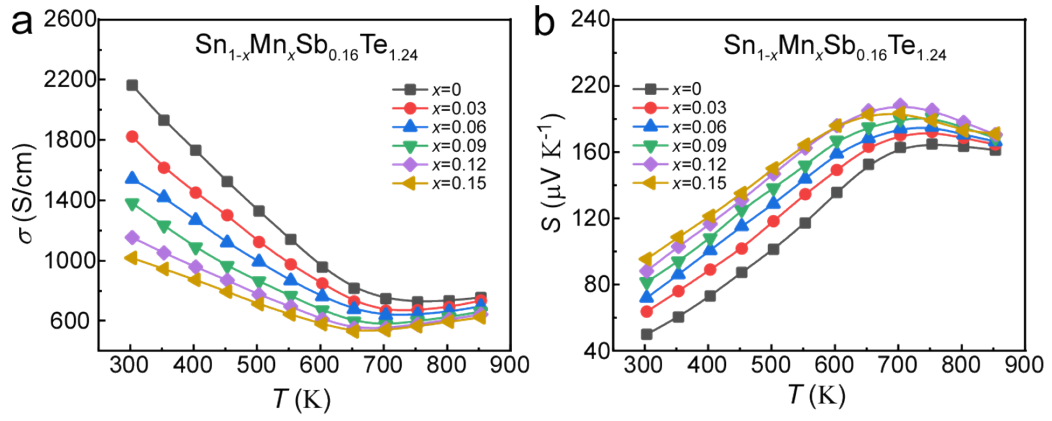 a
Sn1-xMnxSb0.16Te1.24
2600
2200
1800
1400
1000
600
σ (S/cm)
x=0
x=0.03
x=0.06
x=0.09
x=0.12
x=0.15
300 400 500 600 700 800 900
T (K)
b
Sn1-xMnxSb0.16Te1.24
260
220
180
160
120
80
40
S (μV K-1)
x=0
x=0.03
x=0.06
x=0.09
x=0.12
x=0.15
300 400 500 600 700 800 900
T (K)